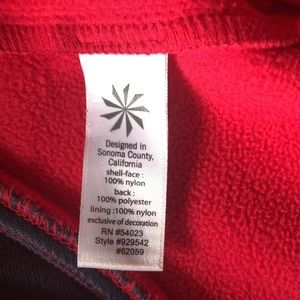 Designed in
Sonoma County,
California
shell-face:
100% nylon
back :
100% polyester
lining :100% nylon
exclusive of decoration
RN #54023
Style #929542
#62059